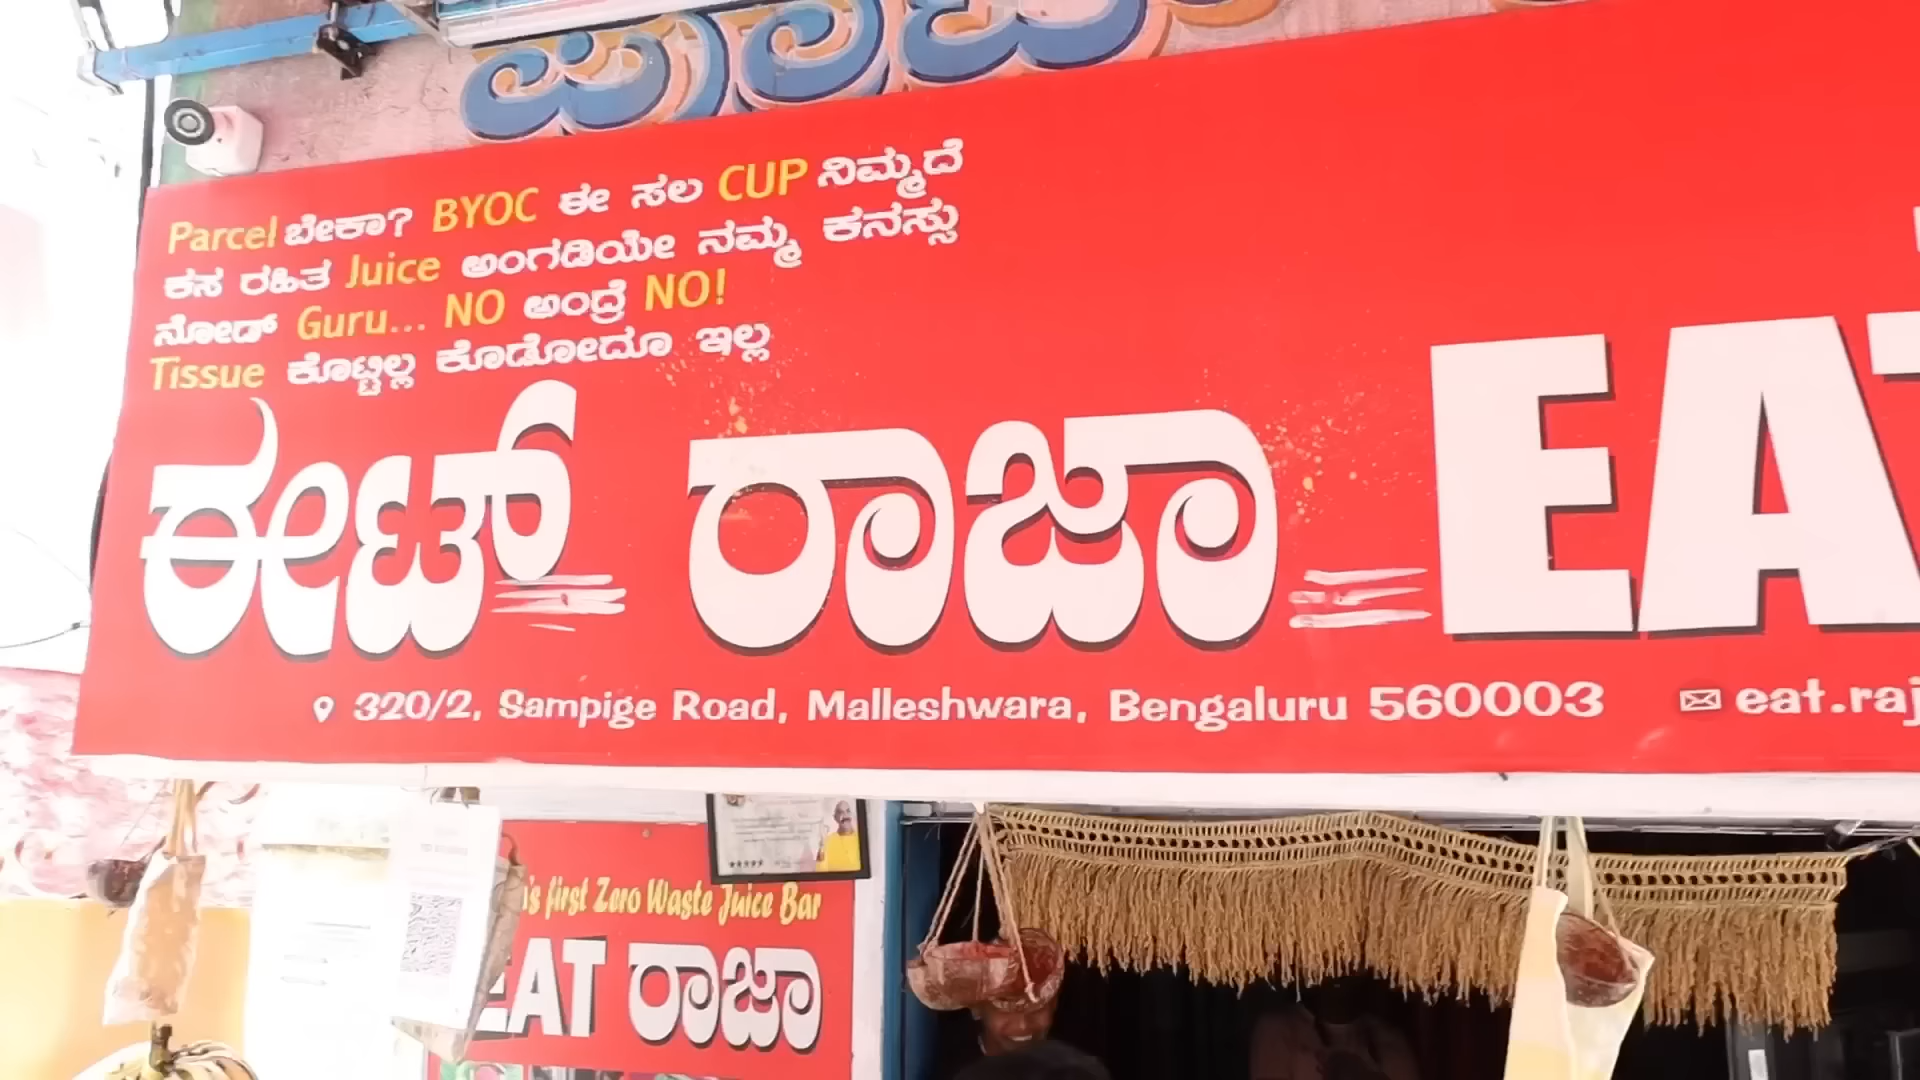 Parcel ಬೇಕಾ? BYOC ಈ ಸಲ CUP ನಿಮ್ಮದೆ
ಕಸ ರಹಿತ Juice ಅಂಗಡಿಯೇ ನಮ್ಮ ಕನಸ್ಸು
ನೋಡ್ Guru... NO ಅಂದ್ರೆ NO!
Tissue ಕೊಟ್ಟಿಲ್ಲ ಕೊಡೋದೂ ಇಲ್ಲ
ಈಟ್ ರಾಜಾ EAT
320/2, Sampige Road, Malleshwara, Bengaluru 560003 eat.raj
's first Zero Waste Juice Bar
EAT ರಾಜಾ